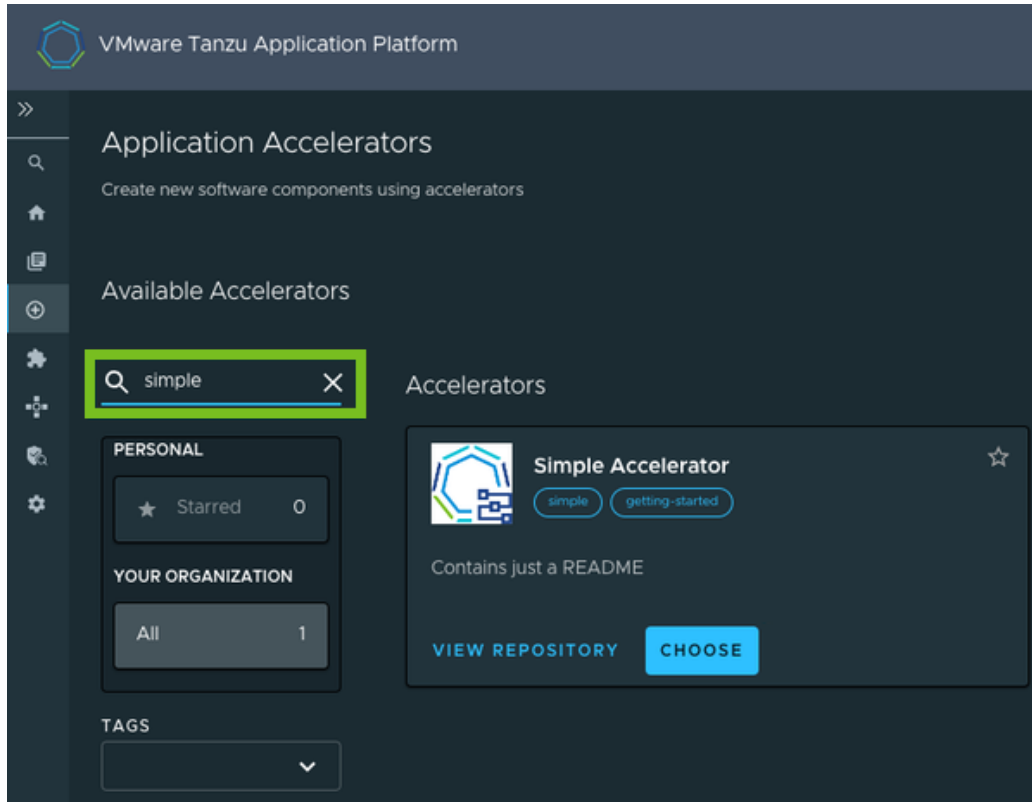 VMware Tanzu Application Platform
Application Accelerators
Create new software components using accelerators
Available Accelerators
simple
Accelerators
PERSONAL
Starred 0
YOUR ORGANIZATION
All 1
TAGS
Simple Accelerator
simple getting-started
Contains just a README
VIEW REPOSITORY CHOOSE